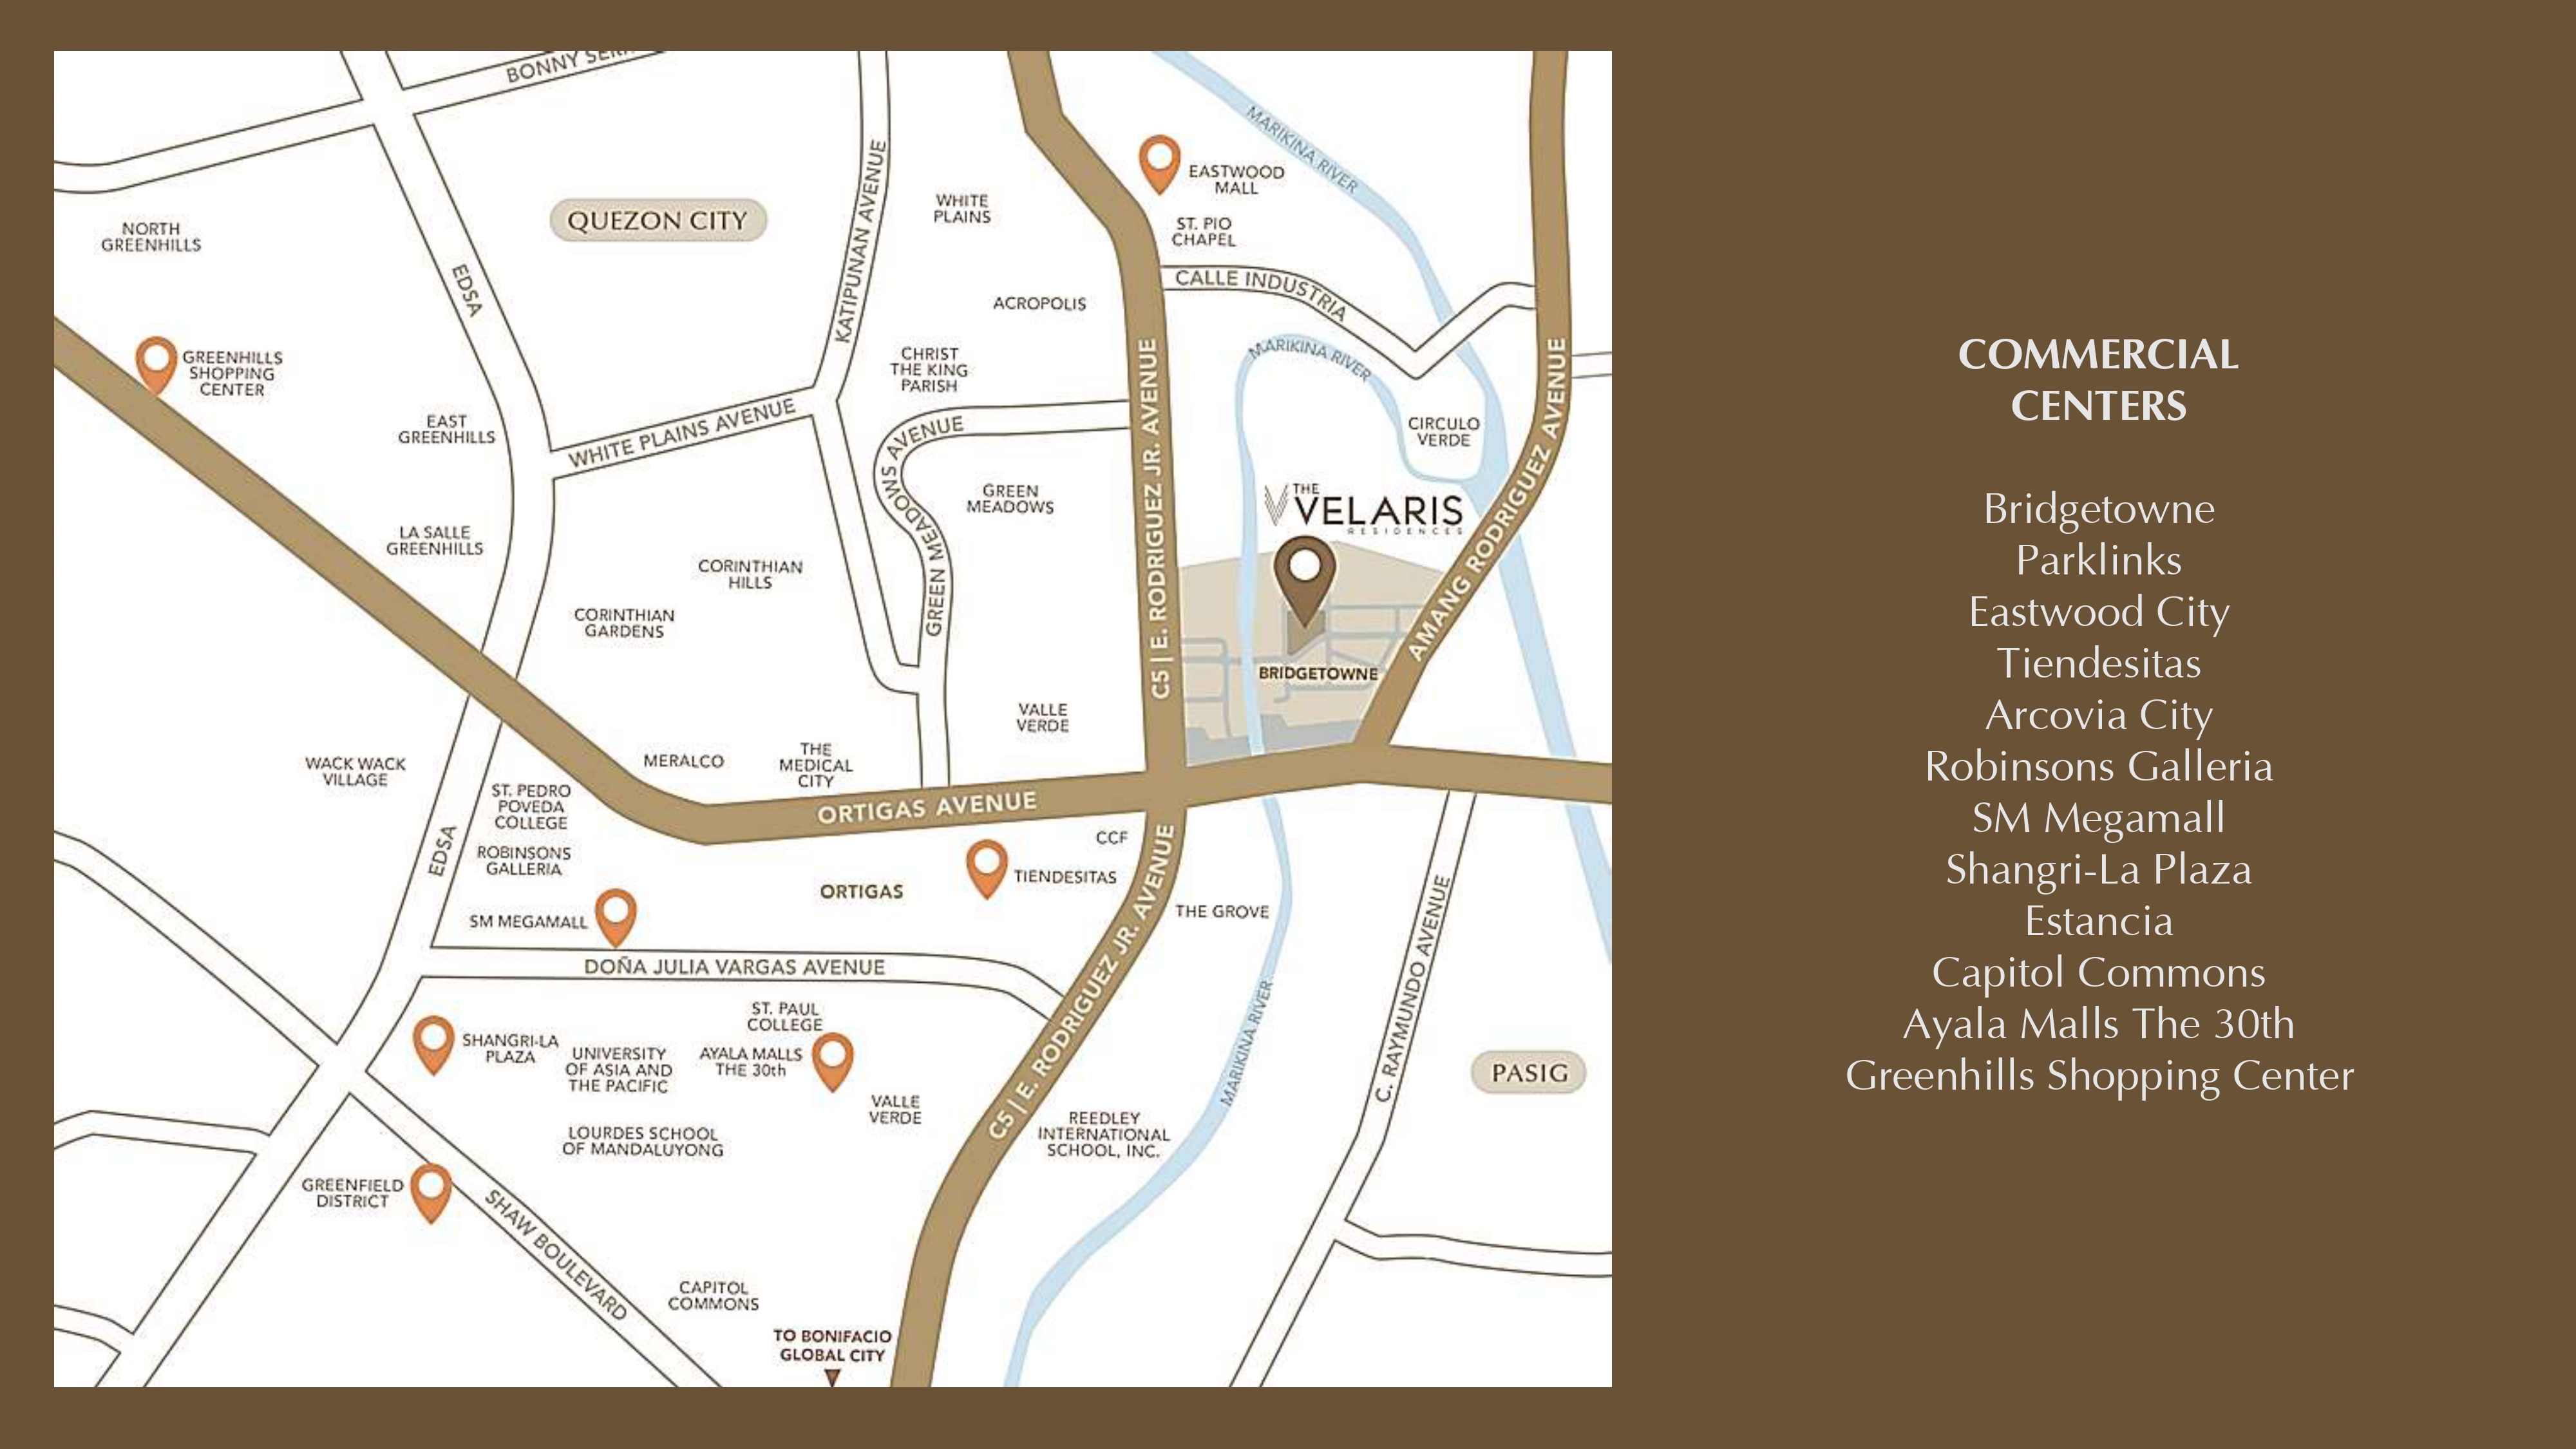 BONNY
NORTH
GREENHILLS
QUEZON CITY
EDSA
KATIPUNAN AVENUE
WHITE
PLAINS
EASTWOOD
MALL
MARIKINA RIVER
ST. PIO
CHAPEL
CALLE INDUSTRIA
ACROPOLIS
GREENHILLS
SHOPPING
CENTER
CHRIST
THE KING
PARISH
MARIKINA RIVER
EAST
GREENHILLS
WHITE PLAINS AVENUE
GREEN MEADOWS AVENUE
CIRCULO
VERDE
GREEN
MEADOWS
C5 | E. RODRIGUEZ JR. AVENUE
THE
VELARIS
RESIDENCES
AMANG RODRIGUEZ AVENUE
LA SALLE
GREENHILLS
CORINTHIAN
HILLS
CORINTHIAN
GARDENS
BRIDGETOWNE
VALLE
VERDE
WACK WACK
VILLAGE
MERALCO
THE
MEDICAL
CITY
ST. PEDRO
POVEDA
COLLEGE
ORTIGAS AVENUE
EDSA
ROBINSONS
GALLERIA
CCF
TIENDESITAS
ORTIGAS
SM MEGAMALL
THE GROVE
DOÑA JULIA VARGAS AVENUE
C5 | E. RODRIGUEZ JR. AVENUE
MARIKINA RIVER
C. RAYMUNDO AVENUE
ST. PAUL
COLLEGE
SHANGRI-LA
PLAZA
UNIVERSITY
OF ASIA AND
THE PACIFIC
AYALA MALLS
THE 30th
PASIG
VALLE
VERDE
REEDLEY
INTERNATIONAL
SCHOOL, INC.
LOURDES SCHOOL
OF MANDALUYONG
GREENFIELD
DISTRICT
SHAW BOULEVARD
CAPITOL
COMMONS
TO BONIFACIO
GLOBAL CITY
COMMERCIAL
CENTERS
Bridgetowne
Parklinks
Eastwood City
Tiendesitas
Arcovia City
Robinsons Galleria
SM Megamall
Shangri-La Plaza
Estancia
Capitol Commons
Ayala Malls The 30th
Greenhills Shopping Center